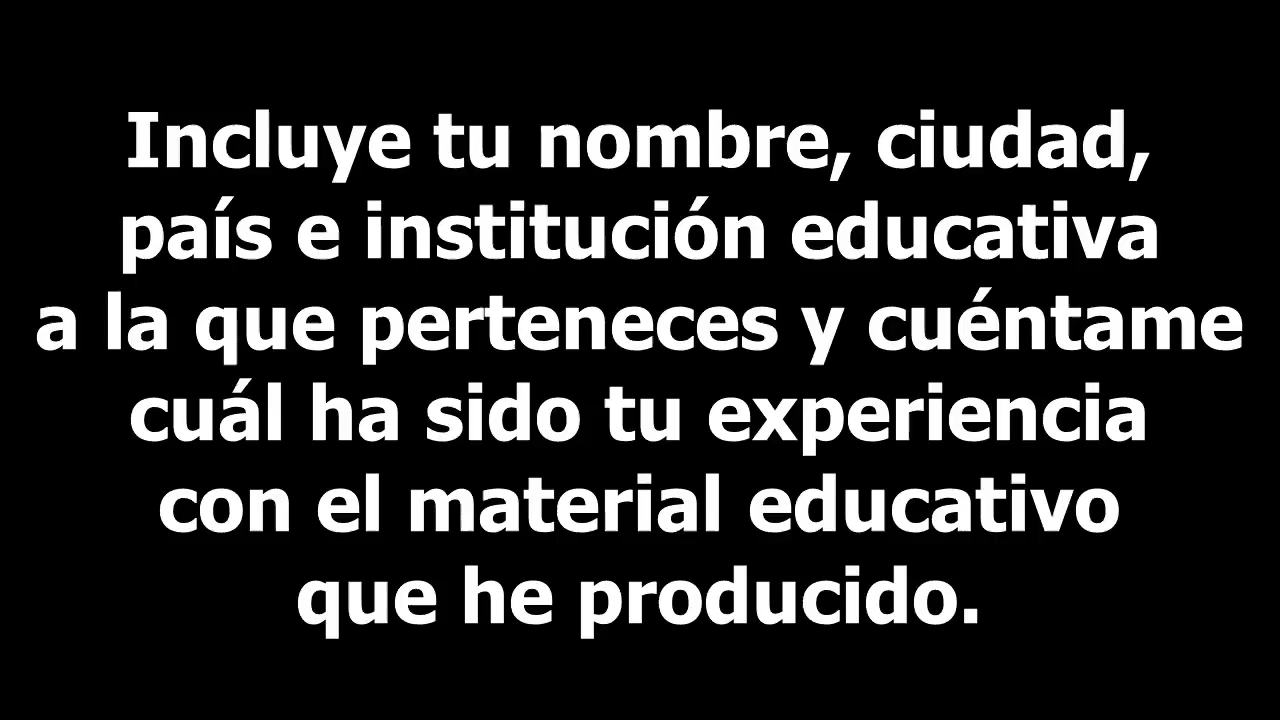 Incluye tu nombre, ciudad,
país e institución educativa
a la que perteneces y cuéntame
cuál ha sido tu experiencia
con el material educativo
que he producido.